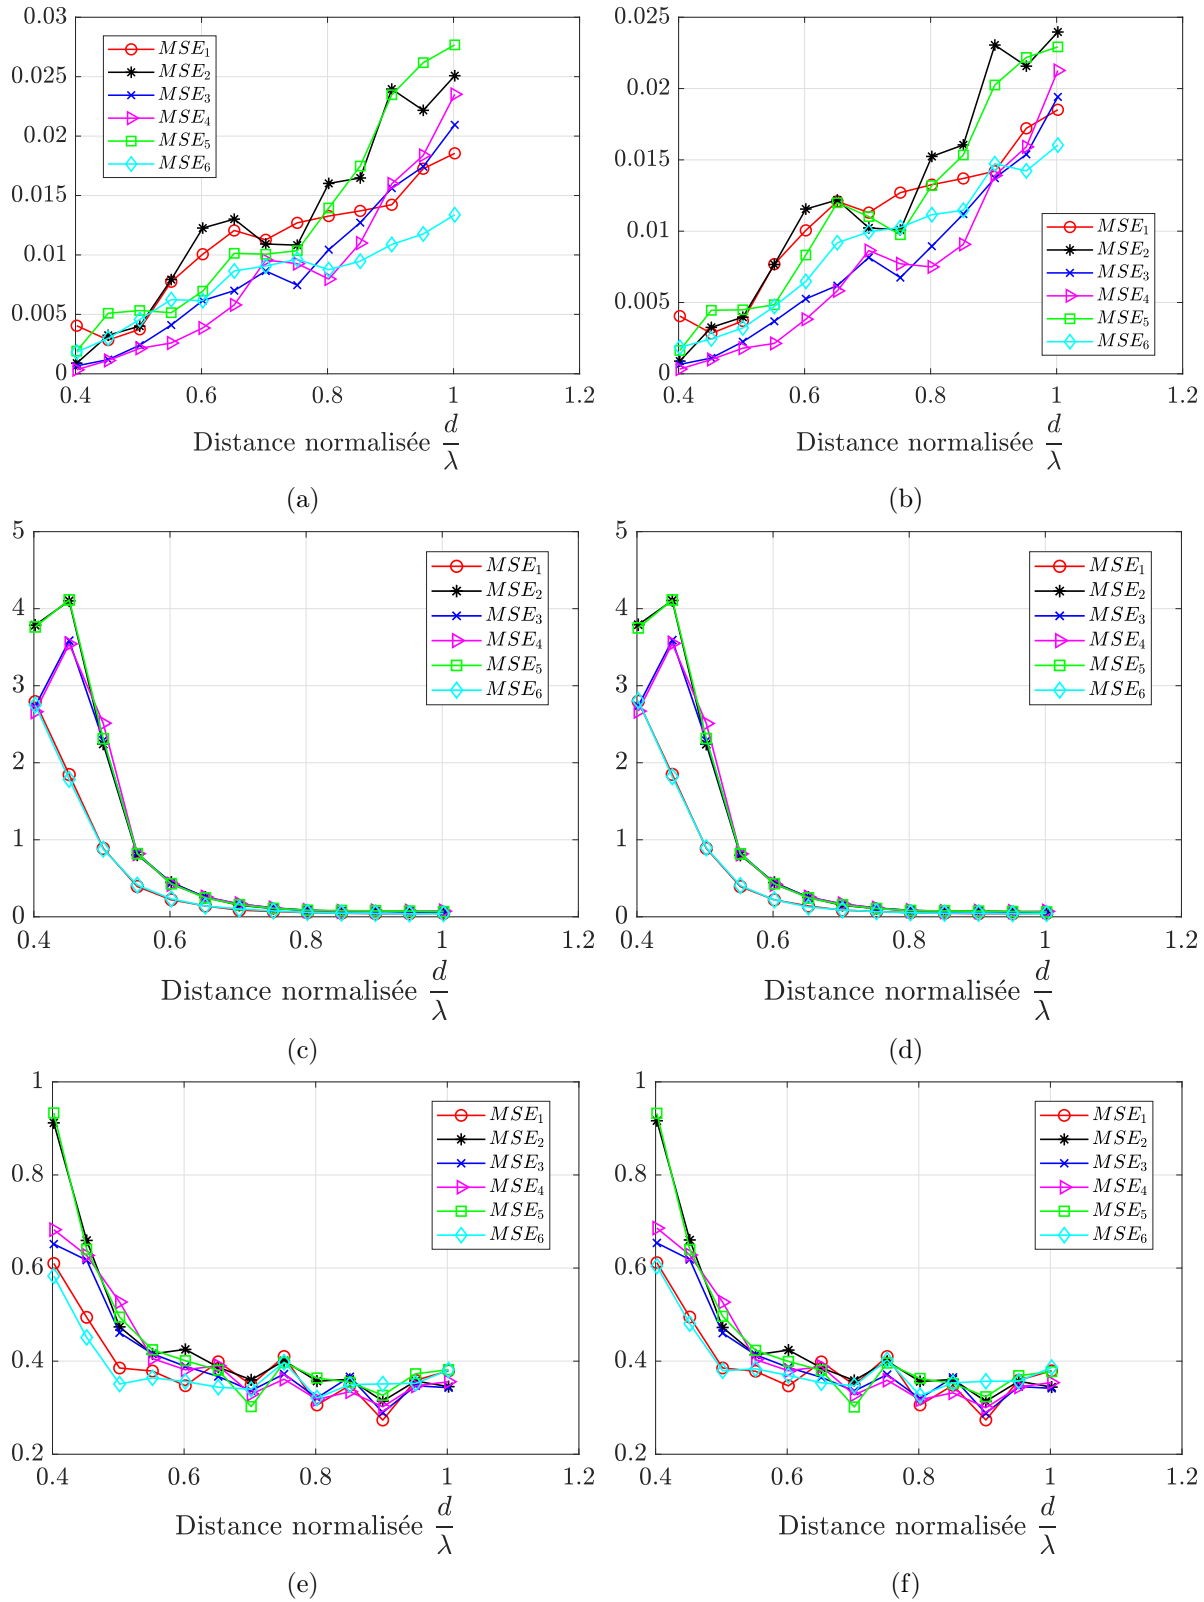 0.03
0.025
0.02
0.015
0.01
0.005
0
0.4 0.6 0.8 1 1.2
MSE₁
MSE₂
MSE₃
MSE₄
MSE₅
MSE₆
Distance normalisée d/λ
(a)
0.025
0.02
0.015
0.01
0.005
0
0.4 0.6 0.8 1 1.2
MSE₁
MSE₂
MSE₃
MSE₄
MSE₅
MSE₆
Distance normalisée d/λ
(b)
5
4
3
2
1
0
0.4 0.6 0.8 1 1.2
MSE₁
MSE₂
MSE₃
MSE₄
MSE₅
MSE₆
Distance normalisée d/λ
(c)
5
4
3
2
1
0
0.4 0.6 0.8 1 1.2
MSE₁
MSE₂
MSE₃
MSE₄
MSE₅
MSE₆
Distance normalisée d/λ
(d)
1
0.8
0.6
0.4
0.2
0.4 0.6 0.8 1 1.2
MSE₁
MSE₂
MSE₃
MSE₄
MSE₅
MSE₆
Distance normalisée d/λ
(e)
1
0.8
0.6
0.4
0.2
0.4 0.6 0.8 1 1.2
MSE₁
MSE₂
MSE₃
MSE₄
MSE₅
MSE₆
Distance normalisée d/λ
(f)